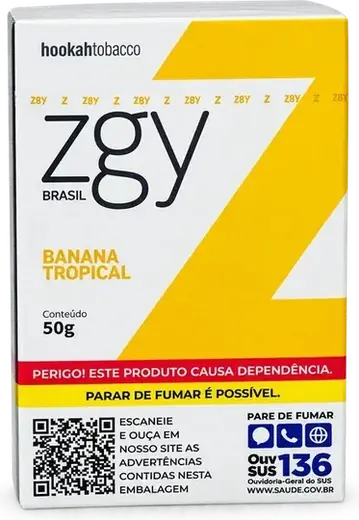 hookahtobacco
Z8Y Z Z8Y Z Z8Y Z Z8Y Z Z8Y Z Z8Y
zgy
BRASIL
BANANA
TROPICAL
Conteúdo
50g
PERIGO! ESTE PRODUTO CAUSA DEPENDÊNCIA.
PARAR DE FUMAR É POSSÍVEL.
ESCANEIE
E OUÇA EM
NOSSO SITE AS
ADVERTÊNCIAS
CONTIDAS NESTA
EMBALAGEM
PARE DE FUMAR
Ouv
SUS 136
Ouvidoria-Geral do SUS
WWW.SAUDE.GOV.BR